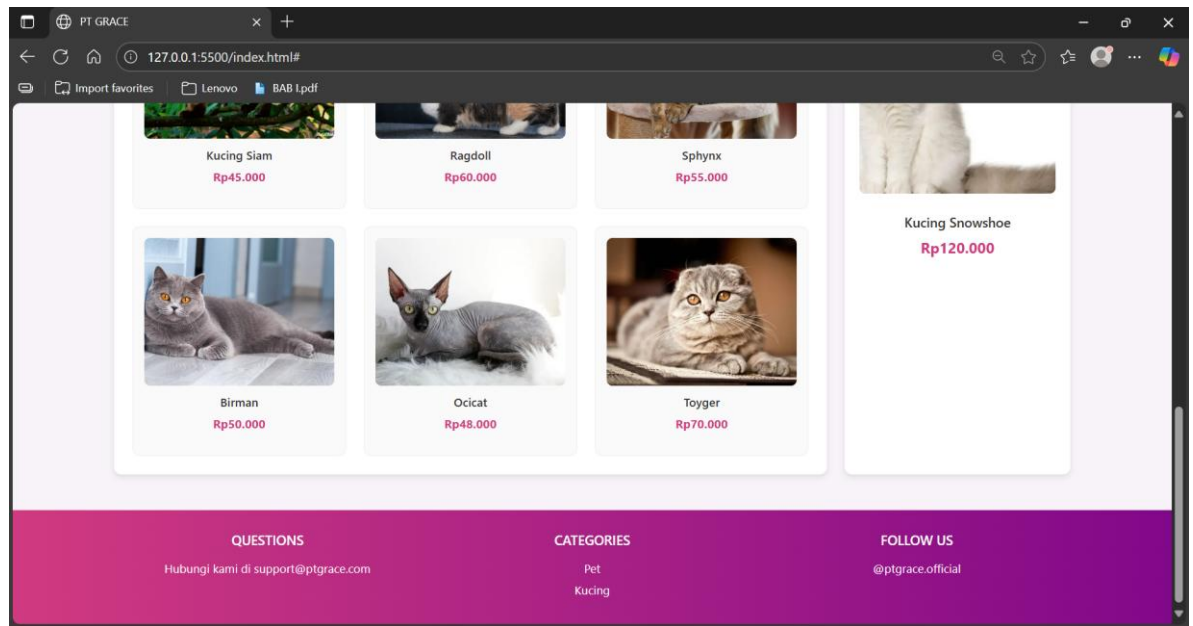 PT GRACE
127.0.0.1:5500/index.html#
Import favorites
Lenovo
BAB I.pdf
Kucing Siam
Rp45.000
Ragdoll
Rp60.000
Sphynx
Rp55.000
Kucing Snowshoe
Rp120.000
Birman
Rp50.000
Ocicat
Rp48.000
Toyger
Rp70.000
QUESTIONS
Hubungi kami di support@ptgrace.com
CATEGORIES
Pet
Kucing
FOLLOW US
@ptgrace.official